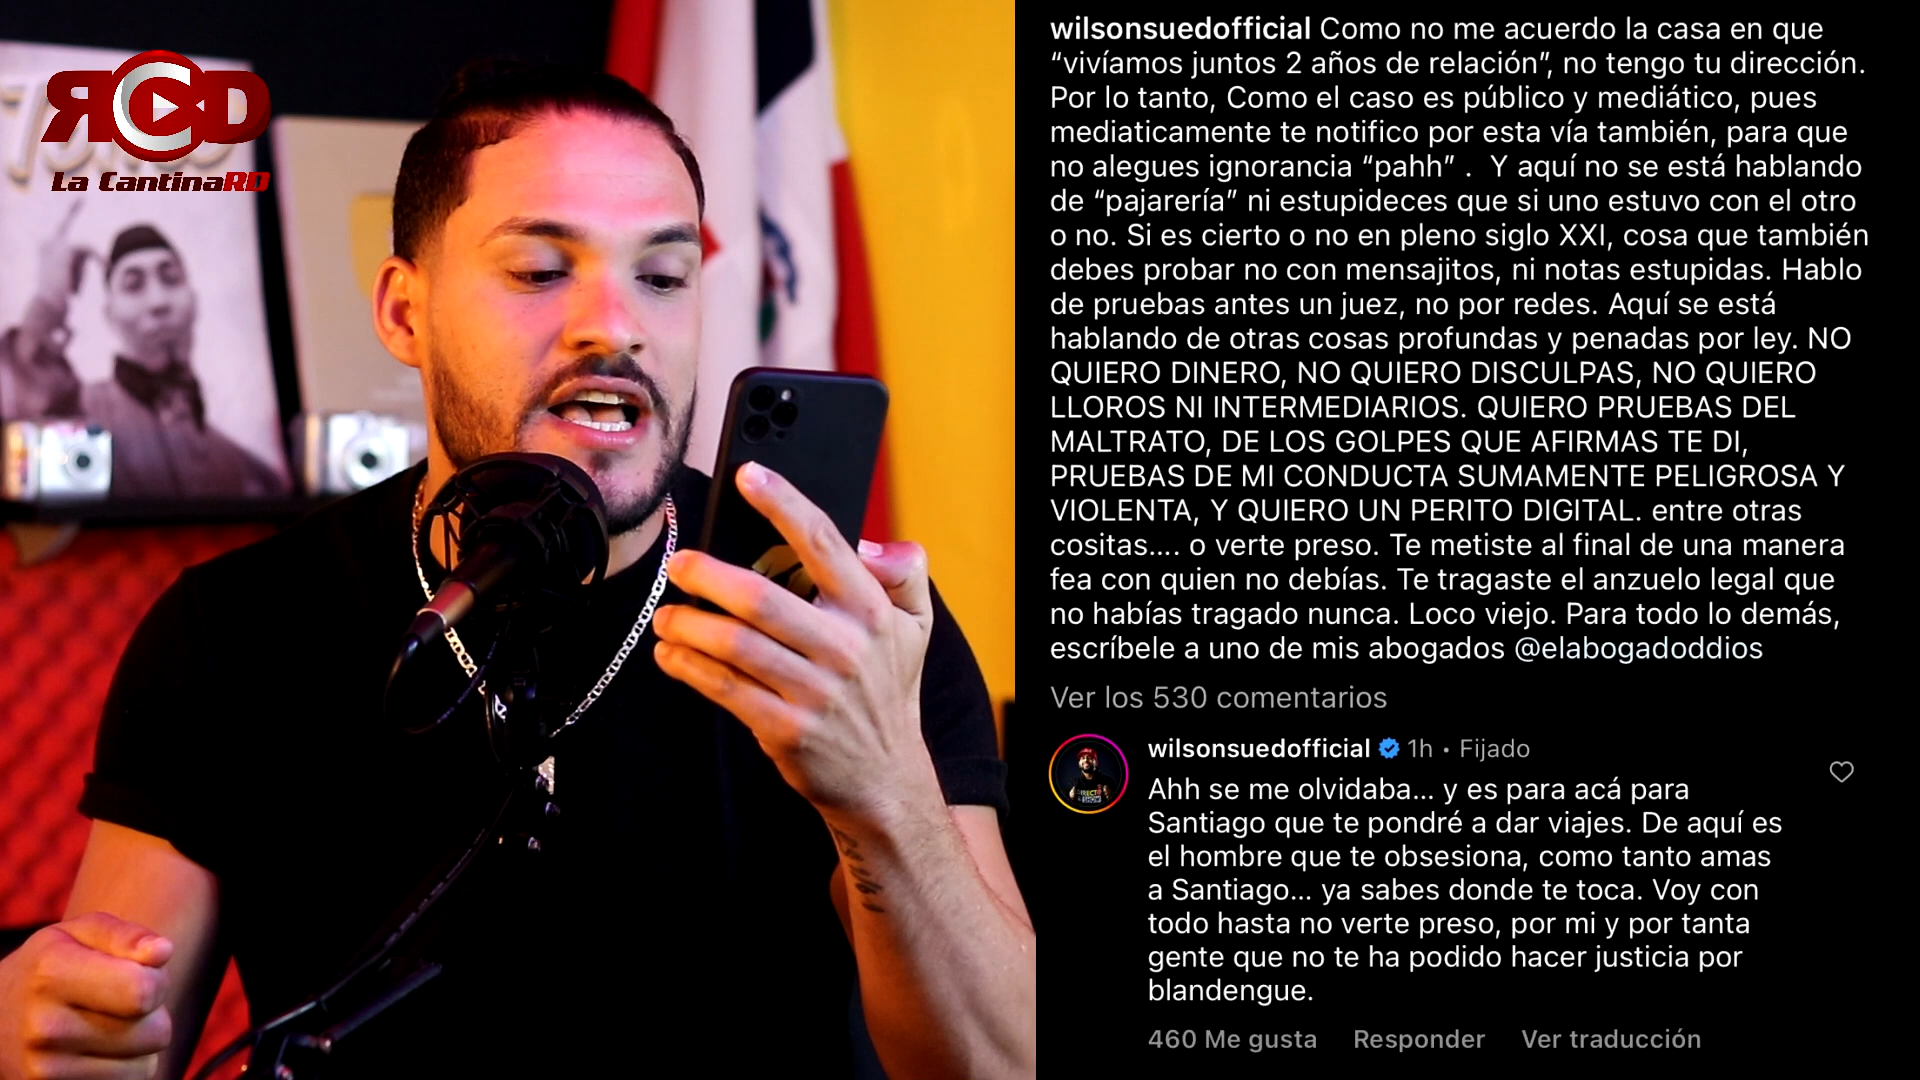 RCD
La CantinaRD
wilsonsuedofficial Como no me acuerdo la casa en que
“vivíamos juntos 2 años de relación”, no tengo tu dirección.
Por lo tanto, Como el caso es público y mediático, pues
mediaticamente te notifico por esta vía también, para que
no alegues ignorancia “pahh” .  Y aquí no se está hablando
de “pajarería” ni estupideces que si uno estuvo con el otro
o no. Si es cierto o no en pleno siglo XXI, cosa que también
debes probar no con mensajitos, ni notas estupidas. Hablo
de pruebas antes un juez, no por redes. Aquí se está
hablando de otras cosas profundas y penadas por ley. NO
QUIERO DINERO, NO QUIERO DISCULPAS, NO QUIERO
LLOROS NI INTERMEDIARIOS. QUIERO PRUEBAS DEL
MALTRATO, DE LOS GOLPES QUE AFIRMAS TE DI,
PRUEBAS DE MI CONDUCTA SUMAMENTE PELIGROSA Y
VIOLENTA, Y QUIERO UN PERITO DIGITAL. entre otras
cositas.... o verte preso. Te metiste al final de una manera
fea con quien no debías. Te tragaste el anzuelo legal que
no habías tragado nunca. Loco viejo. Para todo lo demás,
escríbele a uno de mis abogados @elabogadoddios
Ver los 530 comentarios
wilsonsuedofficial 1h • Fijado
Ahh se me olvidaba... y es para acá para
Santiago que te pondré a dar viajes. De aquí es
el hombre que te obsesiona, como tanto amas
a Santiago... ya sabes donde te toca. Voy con
todo hasta no verte preso, por mi y por tanta
gente que no te ha podido hacer justicia por
blandengue.
460 Me gusta Responder Ver traducción